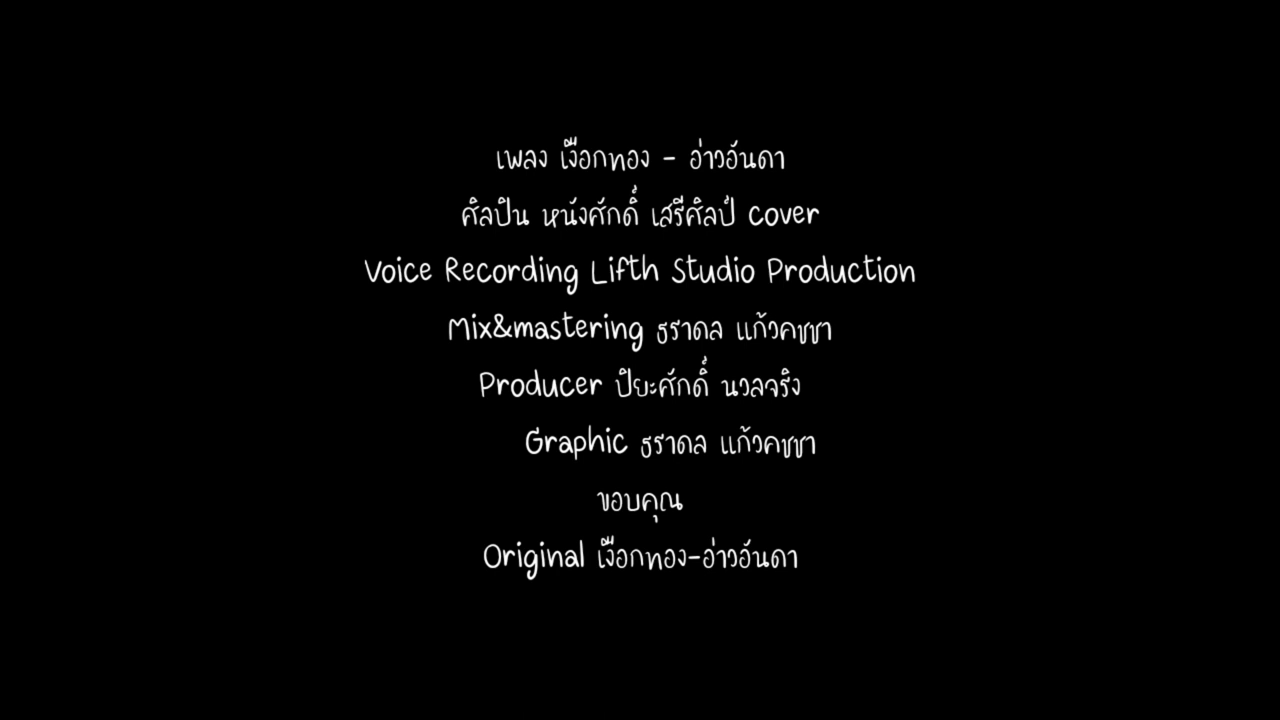 เพลง เงือกทอง - อ่าวอันดา
ศิลปิน หนังศักดิ์ เสรีศิลป์ cover
Voice Recording Lifth Studio Production
Mix&mastering ธราดล แก้วคชชา
Producer ปิยะศักดิ์ นวลจริง
Graphic ธราดล แก้วคชชา
ขอบคุณ
Original เงือกทอง-อ่าวอันดา